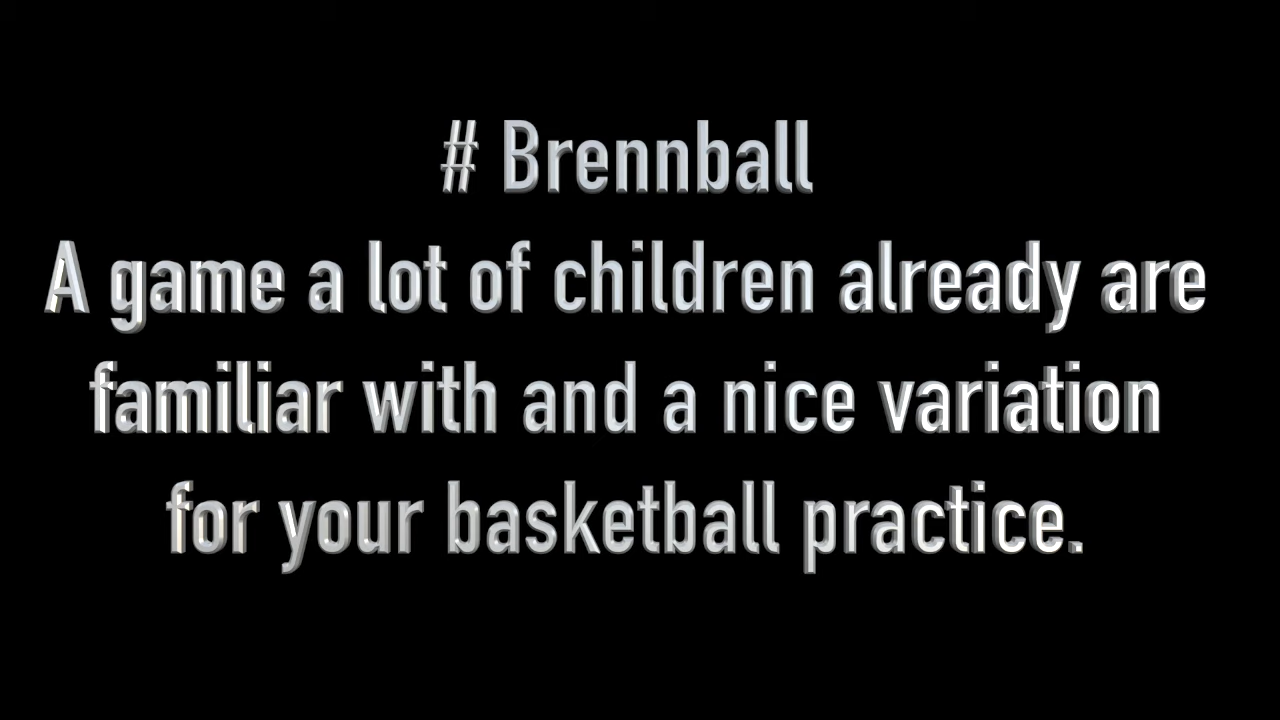 # Brennball
A game a lot of children already are
familiar with and a nice variation
for your basketball practice.